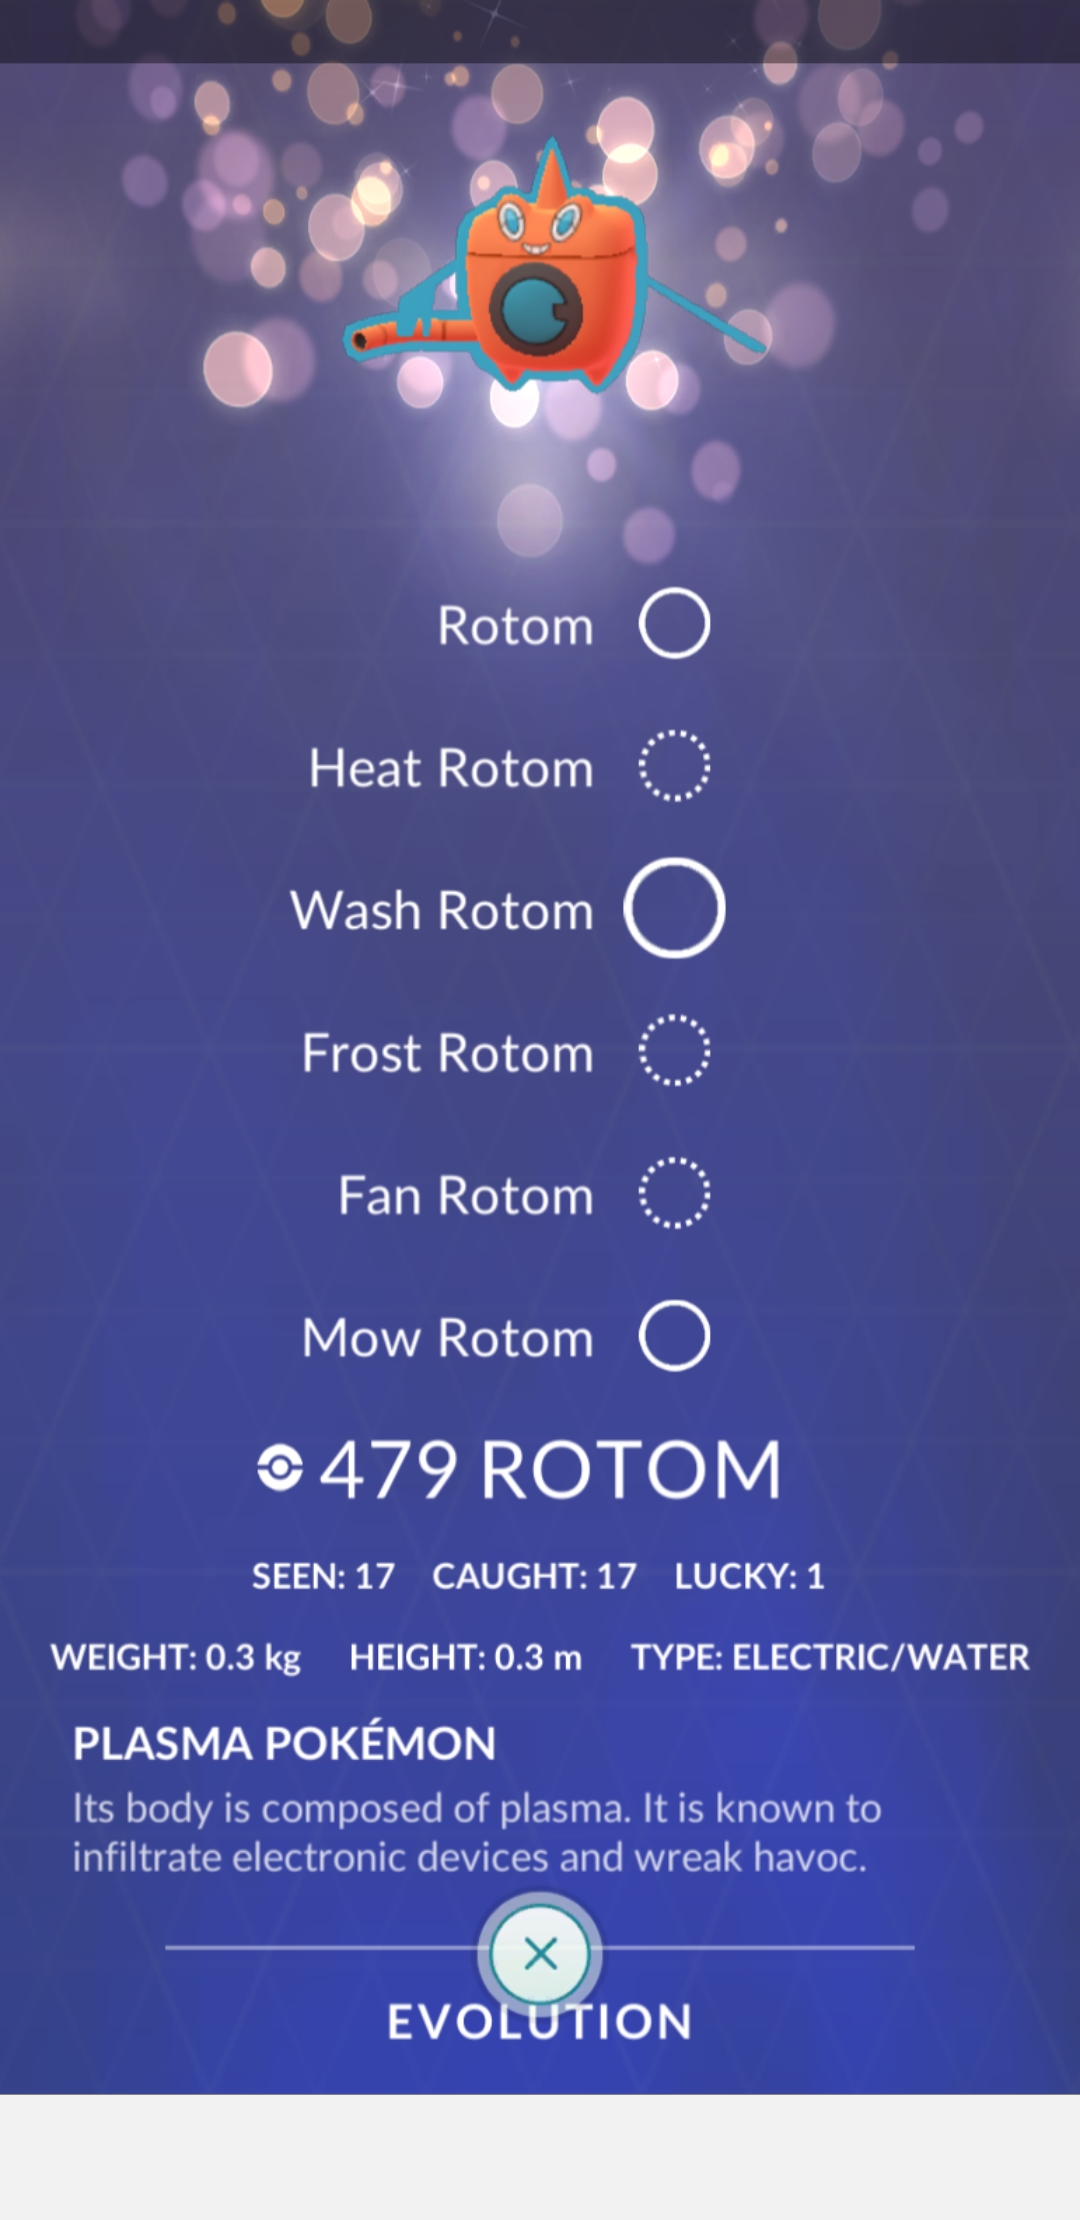 Rotom
Heat Rotom
Wash Rotom
Frost Rotom
Fan Rotom
Mow Rotom
479 ROTOM
SEEN: 17 CAUGHT: 17 LUCKY: 1
WEIGHT: 0.3 kg HEIGHT: 0.3 m TYPE: ELECTRIC/WATER
PLASMA POKÉMON
Its body is composed of plasma. It is known to
infiltrate electronic devices and wreak havoc.
EVOLUTION